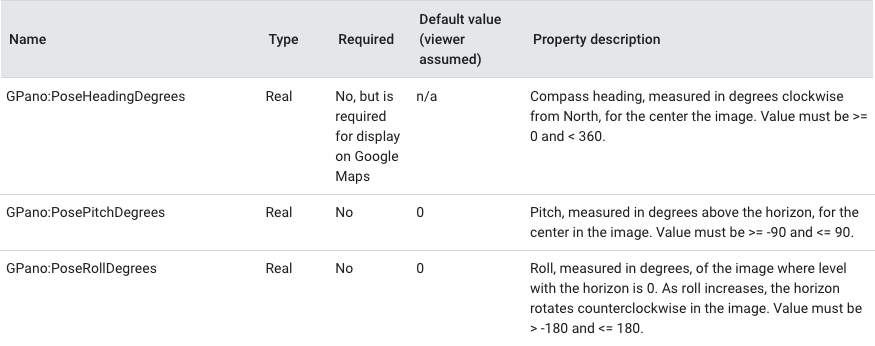 Name Type Required Default value (viewer assumed) Property description
GPano:PoseHeadingDegrees Real No, but is required for display on Google Maps n/a Compass heading, measured in degrees clockwise
from North, for the center the image. Value must be >=
0 and < 360.
GPano:PosePitchDegrees Real No 0 Pitch, measured in degrees above the horizon, for the
center in the image. Value must be >= -90 and <= 90.
GPano:PoseRollDegrees Real No 0 Roll, measured in degrees, of the image where level
with the horizon is 0. As roll increases, the horizon
rotates counterclockwise in the image. Value must be
> -180 and <= 180.